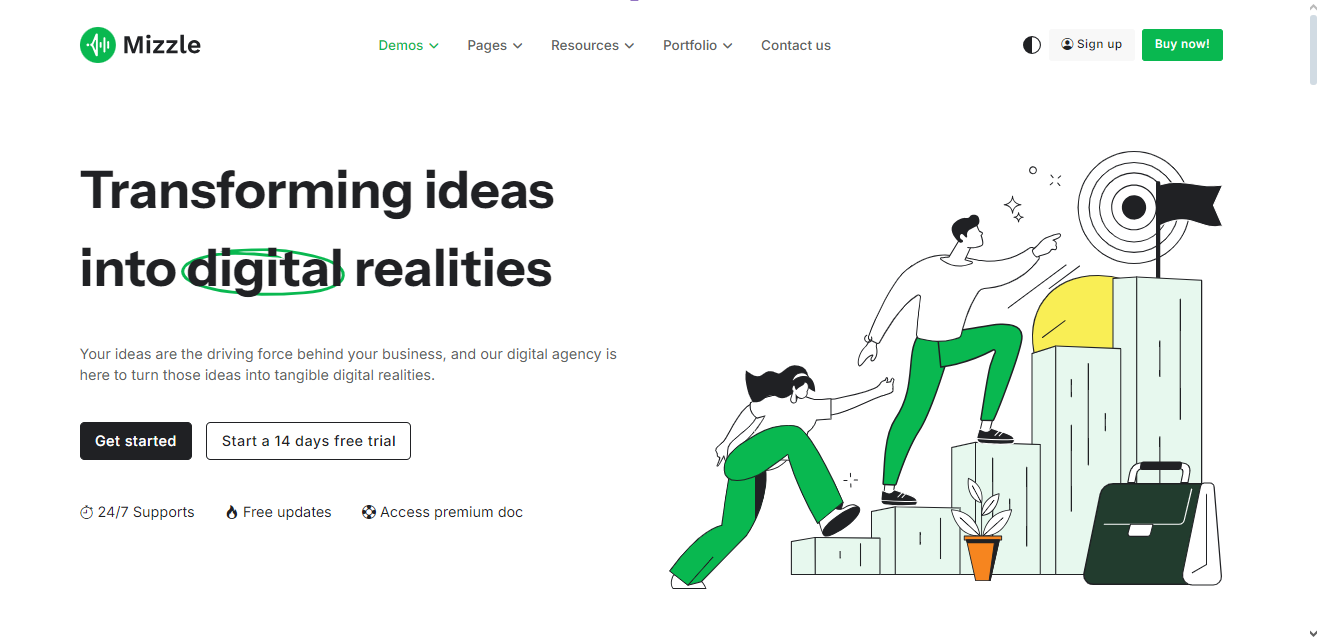 Mizzle
Demos
Pages
Resources
Portfolio
Contact us
Sign up
Buy now!
Transforming ideas
into digital realities
Your ideas are the driving force behind your business, and our digital agency is
here to turn those ideas into tangible digital realities.
Get started
Start a 14 days free trial
24/7 Supports
Free updates
Access premium doc